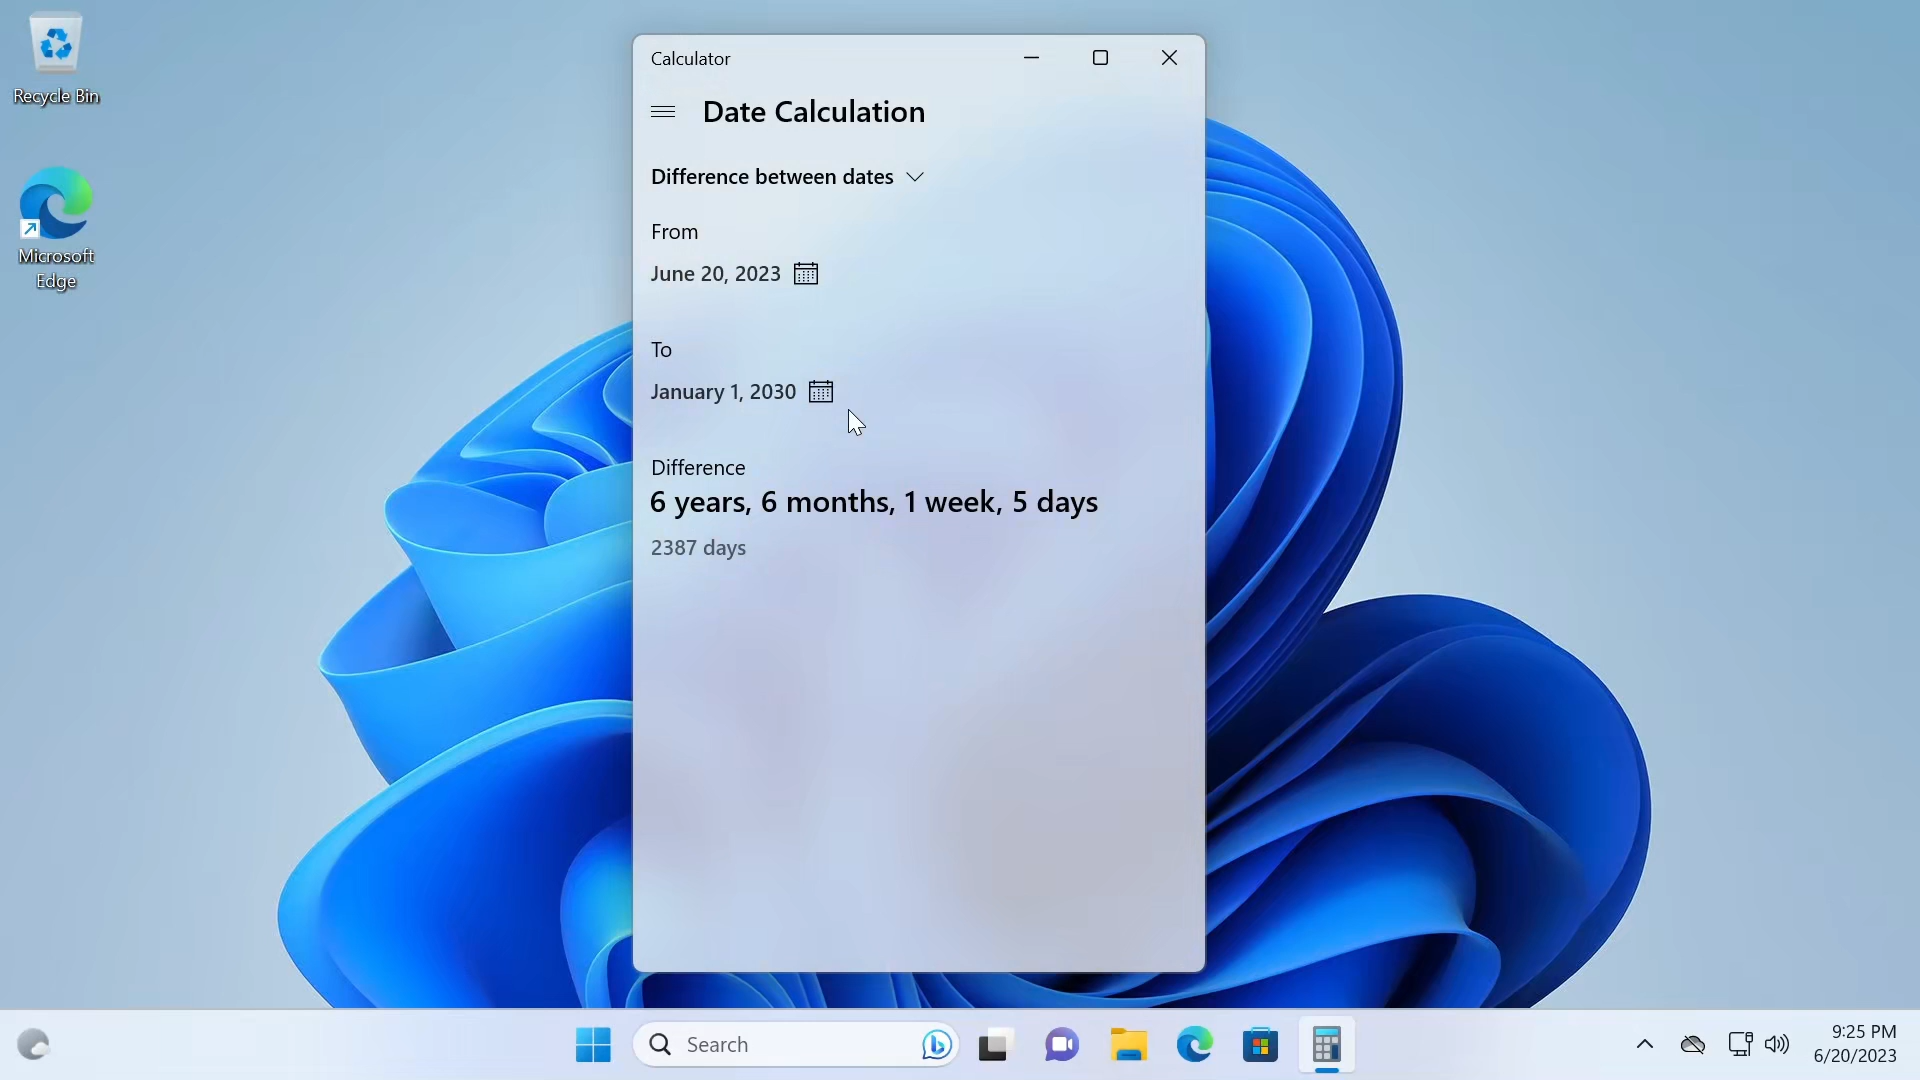 Recycle Bin
Microsoft
Edge
Calculator
Date Calculation
Difference between dates
From
June 20, 2023
To
January 1, 2030
Difference
6 years, 6 months, 1 week, 5 days
2387 days
Search
9:25 PM
6/20/2023